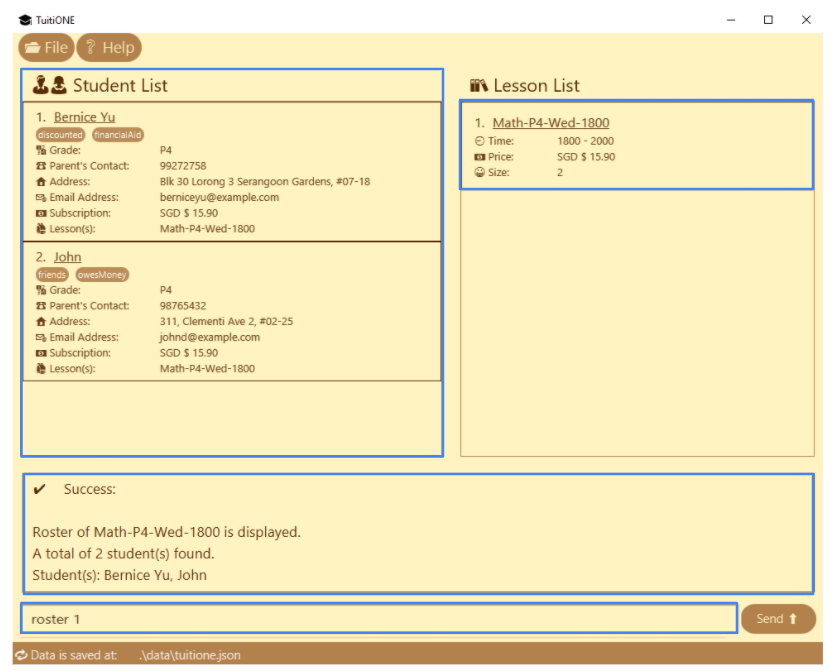 TuitiONE
File Help
Student List
1. Bernice Yu
discounted financialAid
Grade: P4
Parent's Contact: 99272758
Address: Blk 30 Lorong 3 Serangoon Gardens, #07-18
Email Address: berniceyu@example.com
Subscription: SGD $ 15.90
Lesson(s): Math-P4-Wed-1800
2. John
friends owesMoney
Grade: P4
Parent's Contact: 98765432
Address: 311, Clementi Ave 2, #02-25
Email Address: johnd@example.com
Subscription: SGD $ 15.90
Lesson(s): Math-P4-Wed-1800
Lesson List
1. Math-P4-Wed-1800
Time: 1800 - 2000
Price: SGD $ 15.90
Size: 2
✔ Success:
Roster of Math-P4-Wed-1800 is displayed.
A total of 2 student(s) found.
Student(s): Bernice Yu, John
roster 1
Send
Data is saved at: .\data\tuitione.json